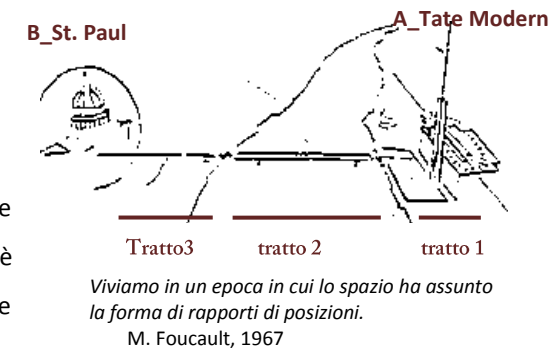 A_Tate Modern
B_St. Paul
e
è
e
Tratto3 tratto 2 tratto 1
Viviamo in un epoca in cui lo spazio ha assunto
la forma di rapporti di posizioni.
M. Foucault, 1967